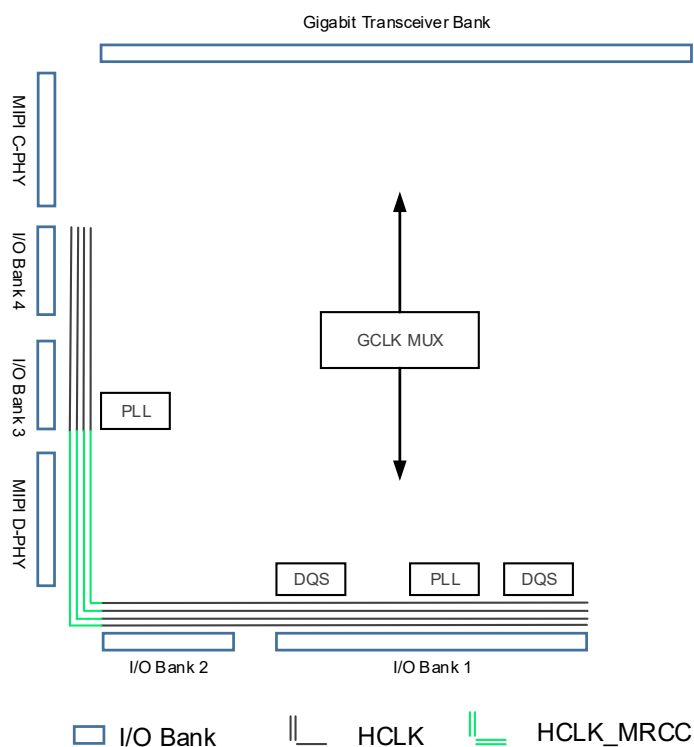 Gigabit Transceiver Bank
MIPI C-PHY
I/O Bank 4
GCLK MUX
I/O Bank 3
PLL
MIPI D-PHY
DQS
PLL
DQS
I/O Bank 2
I/O Bank 1
I/O Bank
HCLK
HCLK_MRCC